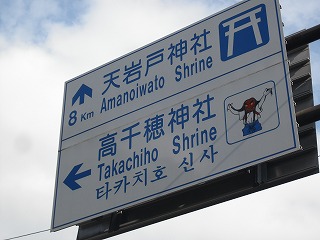 天岩戸神社
Amanoiwato Shrine
8 Km
高千穂神社
Takachiho Shrine
타카치호 신사